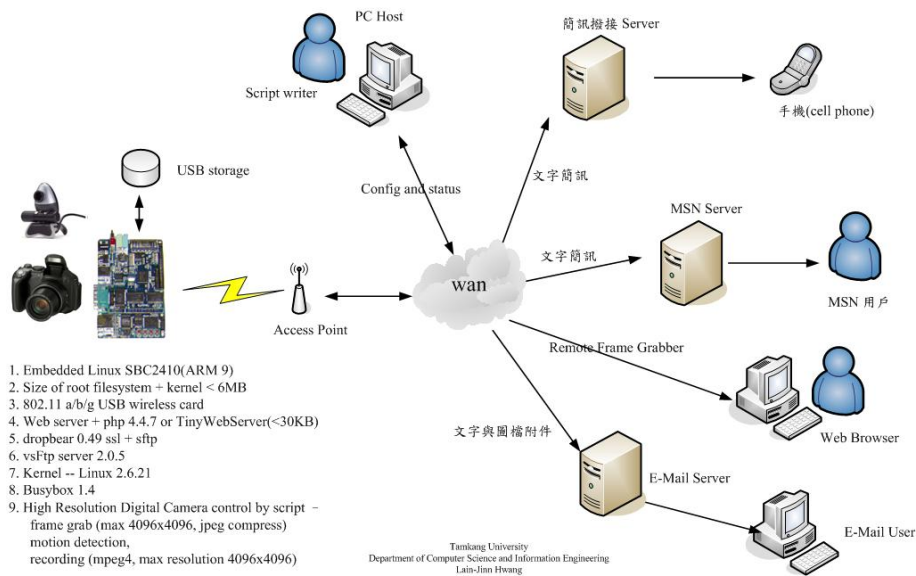 PC Host
Script writer
簡訊撥接 Server
手機(cell phone)
USB storage
Config and status
文字簡訊
MSN Server
文字簡訊
MSN 用戶
wan
Access Point
Remote Frame Grabber
Web Browser
文字與圖檔附件
E-Mail Server
E-Mail User
1. Embedded Linux SBC2410(ARM 9)
2. Size of root filesystem + kernel < 6MB
3. 802.11 a/b/g USB wireless card
4. Web server + php 4.4.7 or TinyWebServer(<30KB)
5. dropbear 0.49 ssl + sftp
6. vsFtp server 2.0.5
7. Kernel -- Linux 2.6.21
8. Busybox 1.4
9. High Resolution Digital Camera control by script -
frame grab (max 4096x4096, jpeg compress)
motion detection,
recording (mpeg4, max resolution 4096x4096)
Tamkang University
Department of Computer Science and Information Engineering
Lain-Jinn Hwang